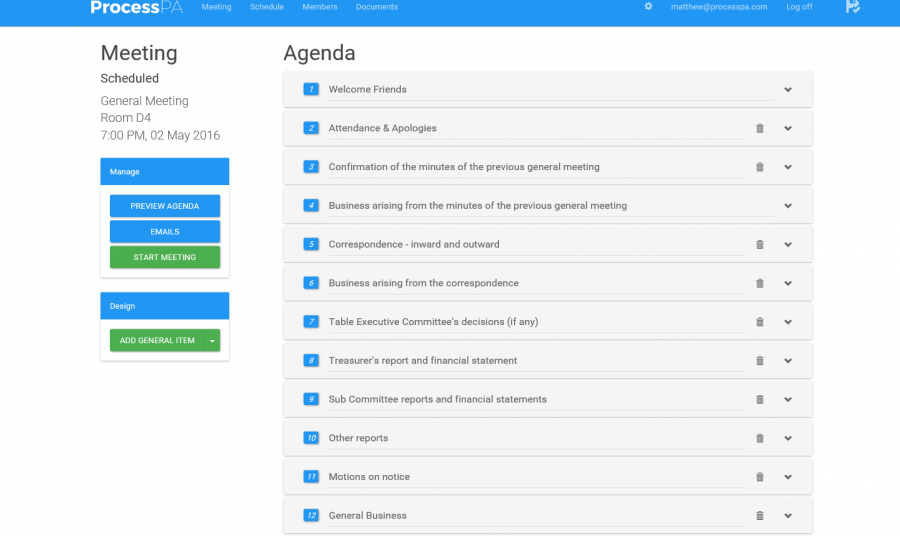 ProcessPA Meeting Schedule Members Documents matthew@processpa.com Log off
Meeting
Scheduled
General Meeting
Room D4
7:00 PM, 02 May 2016
Manage
PREVIEW AGENDA
EMAILS
START MEETING
Design
ADD GENERAL ITEM
Agenda
1 Welcome Friends
2 Attendance & Apologies
3 Confirmation of the minutes of the previous general meeting
4 Business arising from the minutes of the previous general meeting
5 Correspondence - inward and outward
6 Business arising from the correspondence
7 Table Executive Committee's decisions (if any)
8 Treasurer's report and financial statement
9 Sub Committee reports and financial statements
10 Other reports
11 Motions on notice
12 General Business